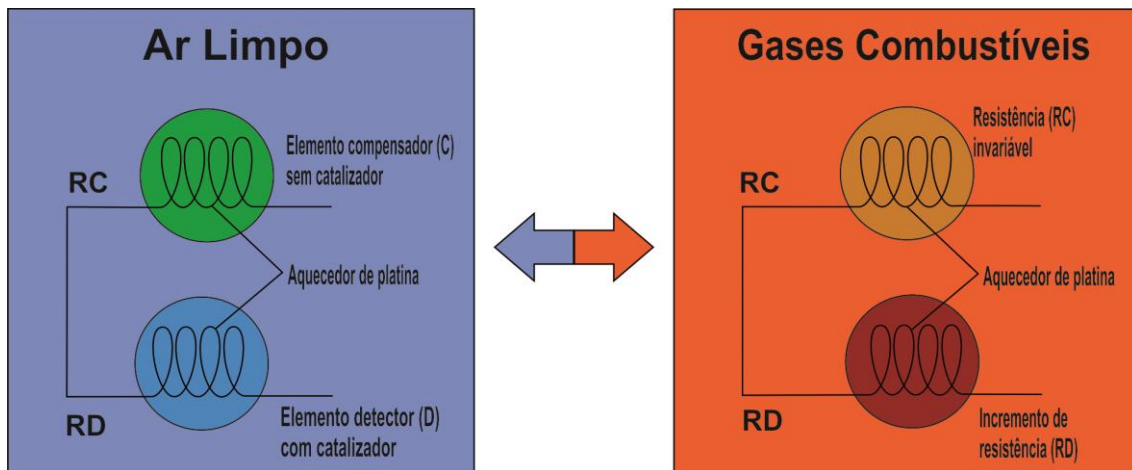 Ar Limpo
Elemento compensador (C)
sem catalizador
RC
Aquecedor de platina
RD
Elemento detector (D)
com catalizador
Gases Combustíveis
Resistência (RC)
invariável
RC
Aquecedor de platina
RD
Incremento de
resistência (RD)